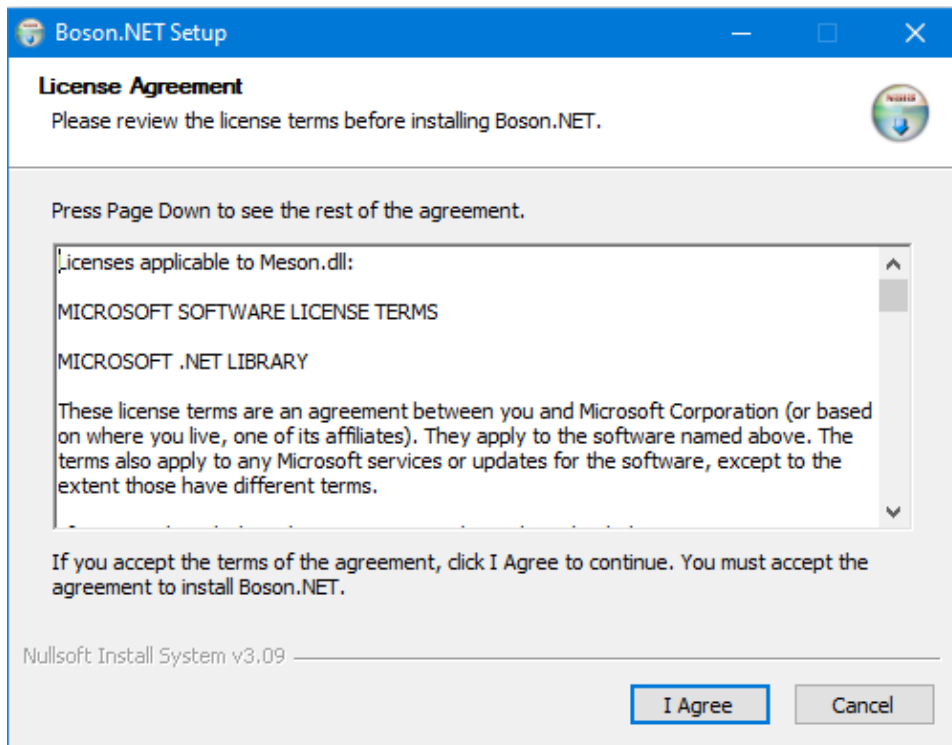 Boson.NET Setup
License Agreement
Please review the license terms before installing Boson.NET.
Press Page Down to see the rest of the agreement.
Licenses applicable to Meson.dll:
MICROSOFT SOFTWARE LICENSE TERMS
MICROSOFT .NET LIBRARY
These license terms are an agreement between you and Microsoft Corporation (or based
on where you live, one of its affiliates). They apply to the software named above. The
terms also apply to any Microsoft services or updates for the software, except to the
extent those have different terms.
If you accept the terms of the agreement, click I Agree to continue. You must accept the
agreement to install Boson.NET.
Nullsoft Install System v3.09
I Agree
Cancel